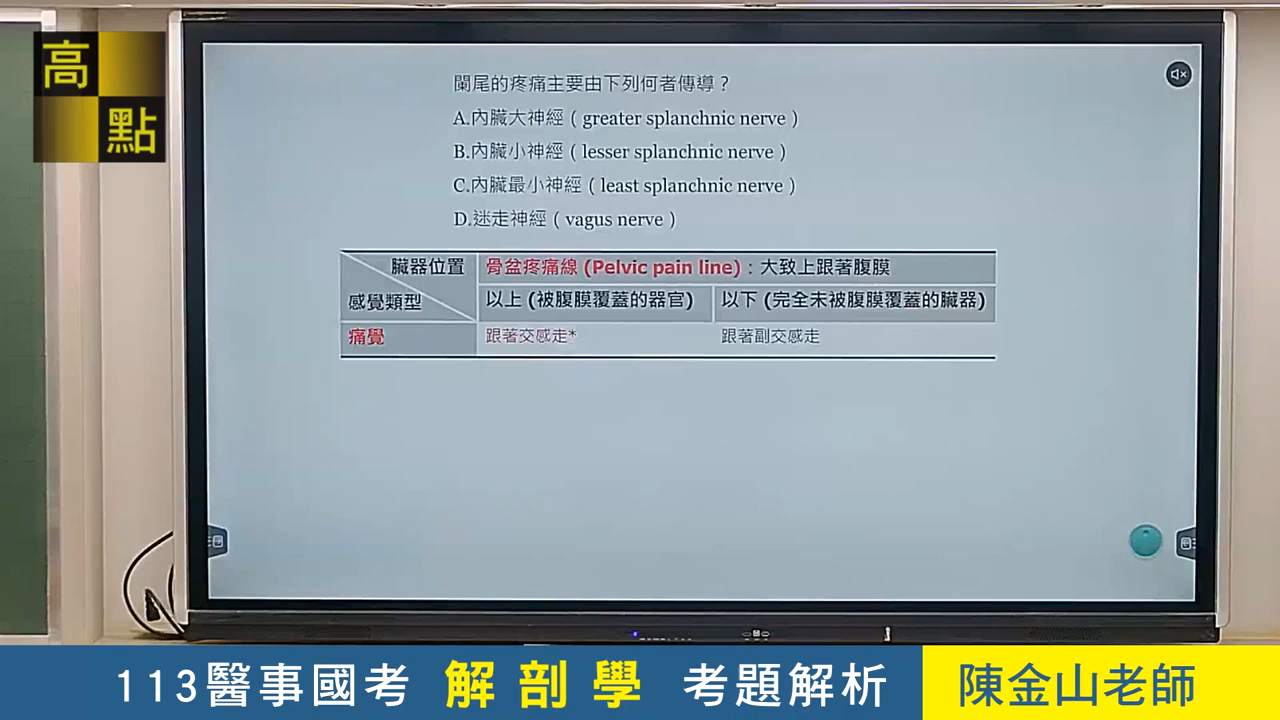 高點
闌尾的疼痛主要由下列何者傳導？
A.內臟大神經（greater splanchnic nerve）
B.內臟小神經（lesser splanchnic nerve）
C.內臟最小神經（least splanchnic nerve）
D.迷走神經（vagus nerve）
臟器位置
骨盆疼痛線 (Pelvic pain line)：大致上跟著腹膜
感覺類型
以上 (被腹膜覆蓋的器官)
以下 (完全未被腹膜覆蓋的臟器)
痛覺
跟著交感走*
跟著副交感走
113醫事國考 解剖學 考題解析
陳金山老師